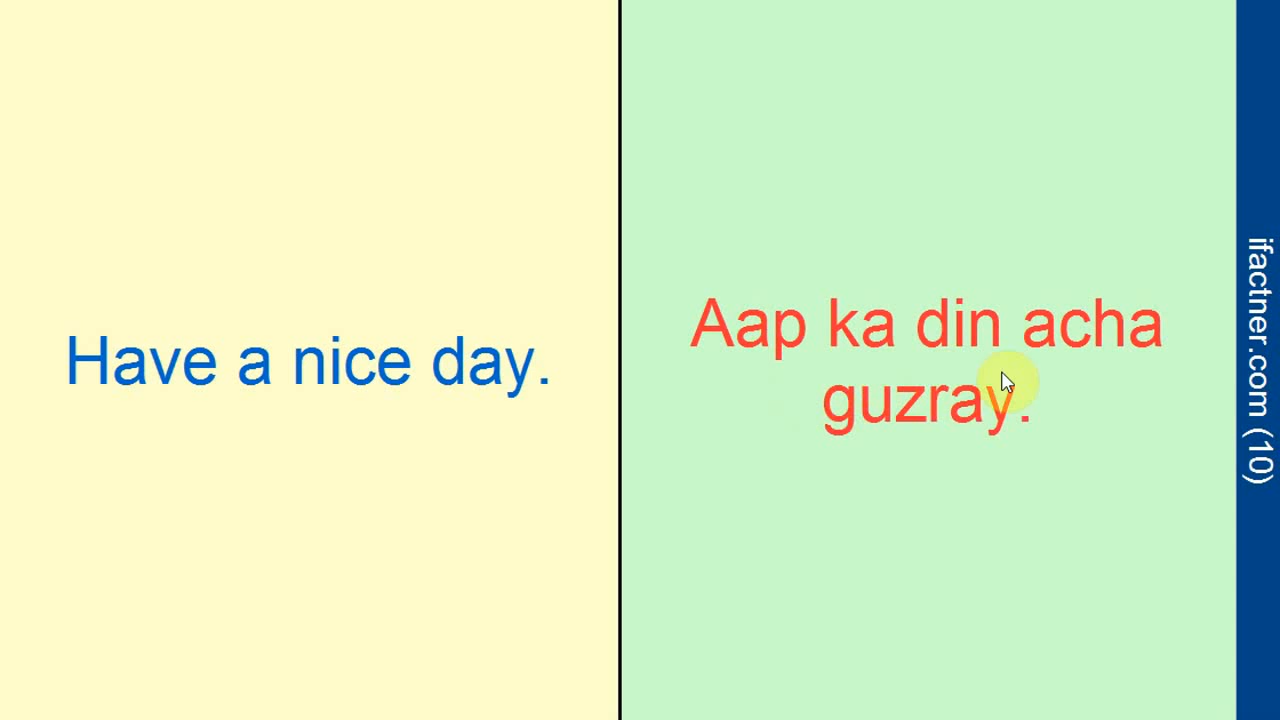 Have a nice day.
Aap ka din acha
guzray.
ifactner.com (10)